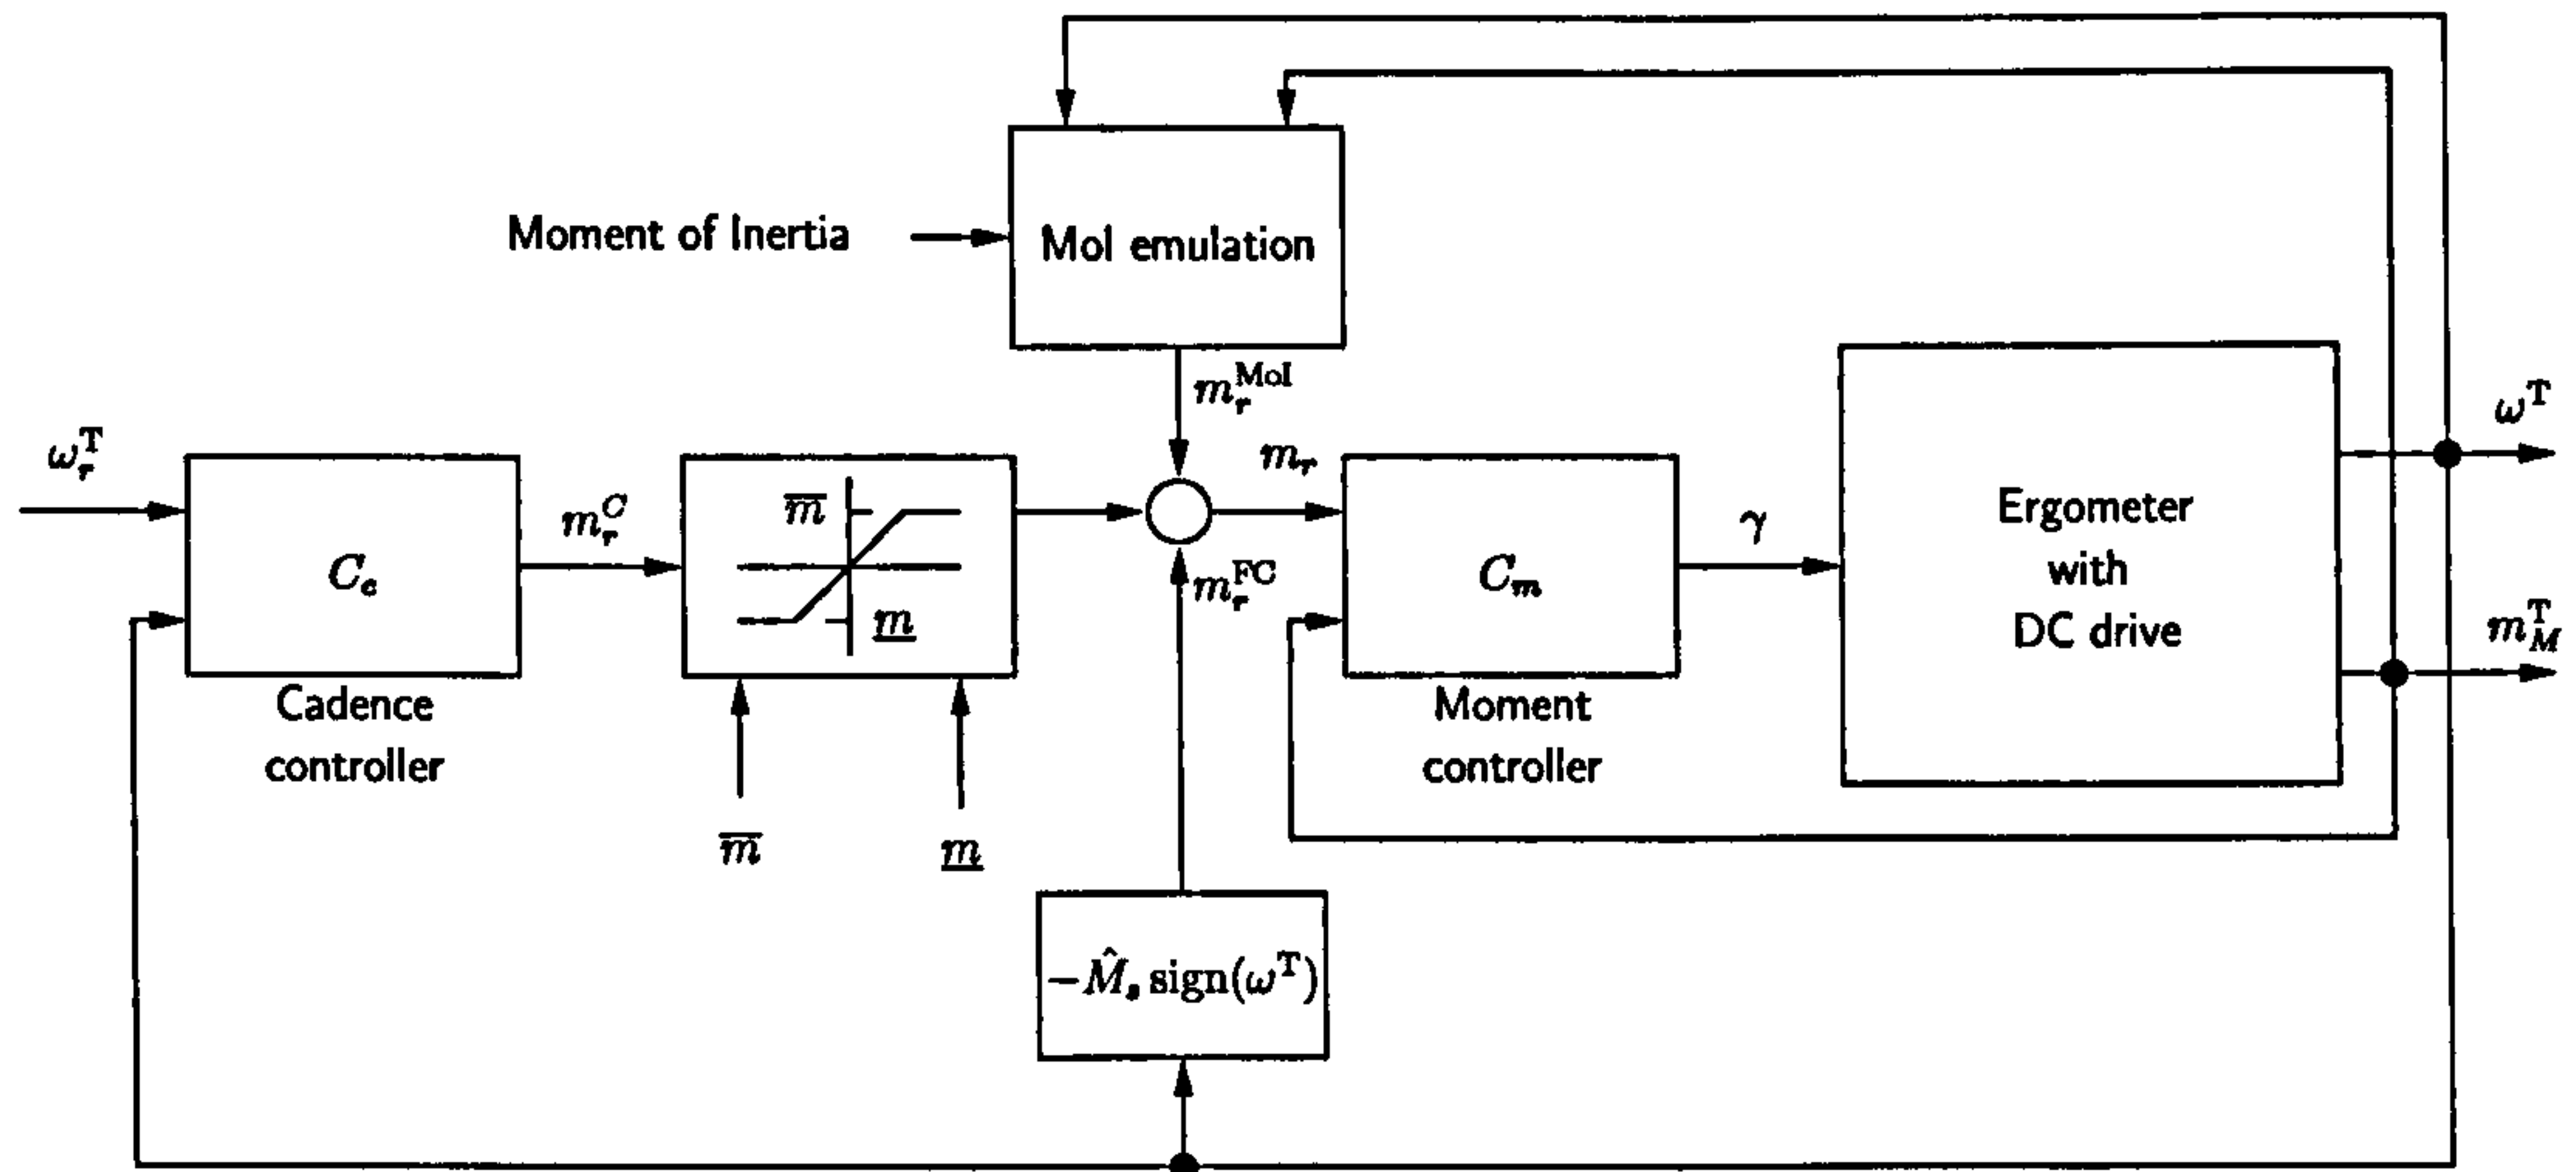 Moment of Inertia
MoI emulation
m_r^MoI
ω_r^T
C_c
Cadence
controller
m_r^C
m̅
m̲
m̅
m̲
m_r
m_r^FC
C_m
Moment
controller
γ
Ergometer
with
DC drive
ω^T
m_M^T
−M̂_s sign(ω^T)